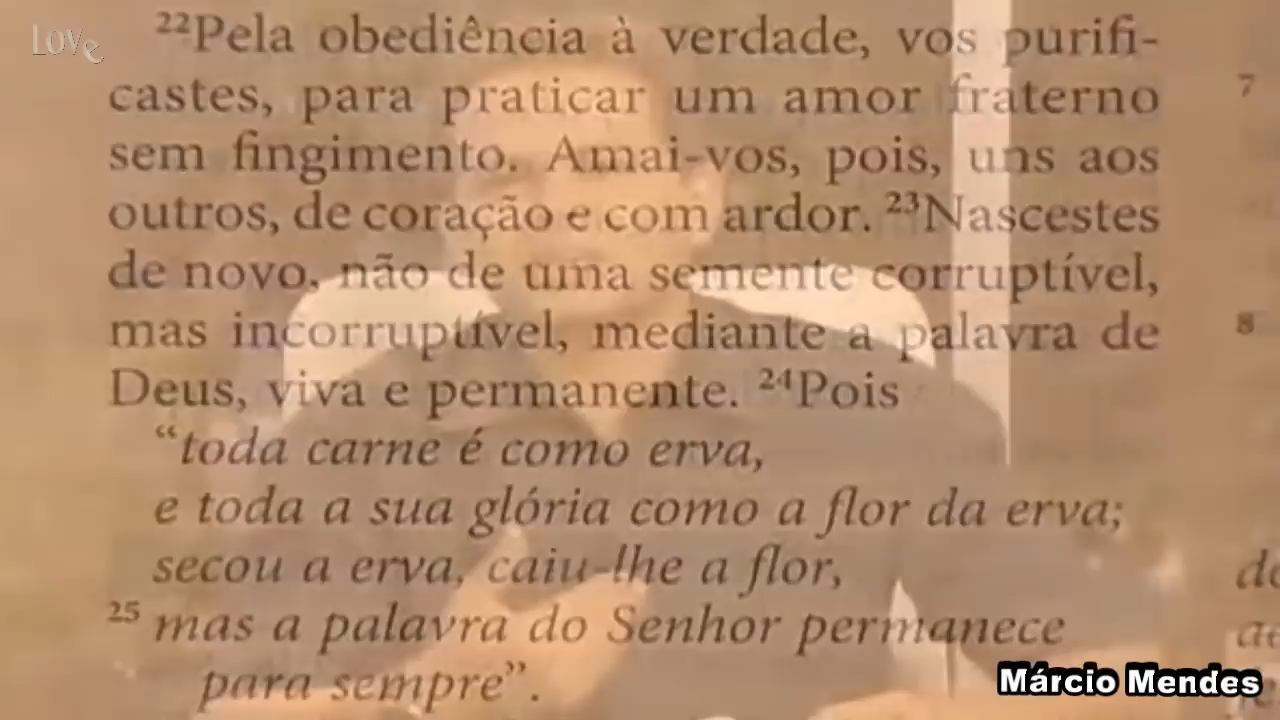 Love
²²Pela obediência à verdade, vos purifi-
castes, para praticar um amor fraterno
sem fingimento. Amai-vos, pois, uns aos
outros, de coração e com ardor. ²³Nascestes
de novo, não de uma semente corruptível,
mas incorruptível, mediante a palavra de
Deus, viva e permanente. ²⁴Pois
“toda carne é como erva,
e toda a sua glória como a flor da erva;
secou a erva, caiu-lhe a flor,
²⁵ mas a palavra do Senhor permanece
para sempre”.
7
8
Márcio Mendes